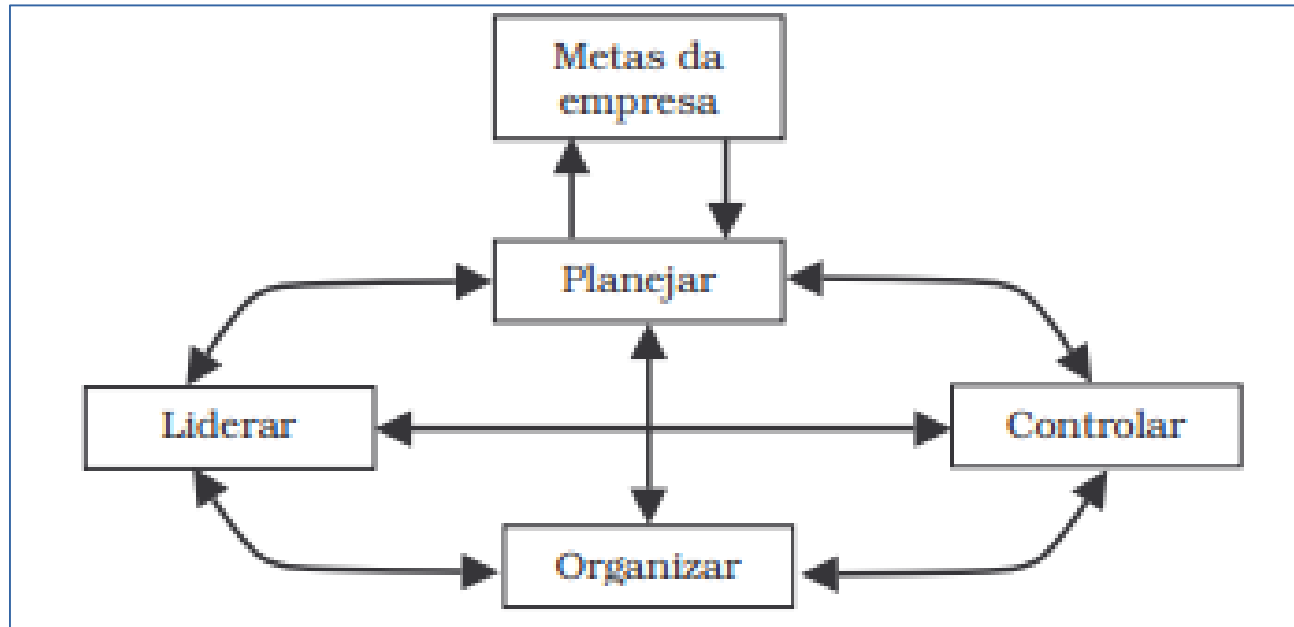 Metas da
empresa
Planejar
Liderar
Controlar
Organizar